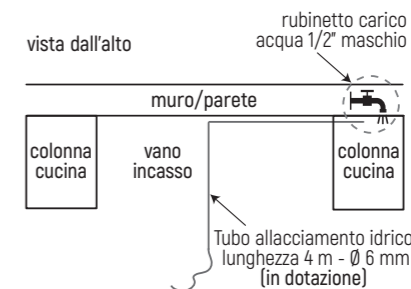 rubinetto carico
vista dall'alto
acqua 1/2" maschio
muro/parete
colonna
cucina
vano
incasso
colonna
cucina
Tubo allacciamento idrico
lunghezza 4 m - Ø 6 mm
(in dotazione)